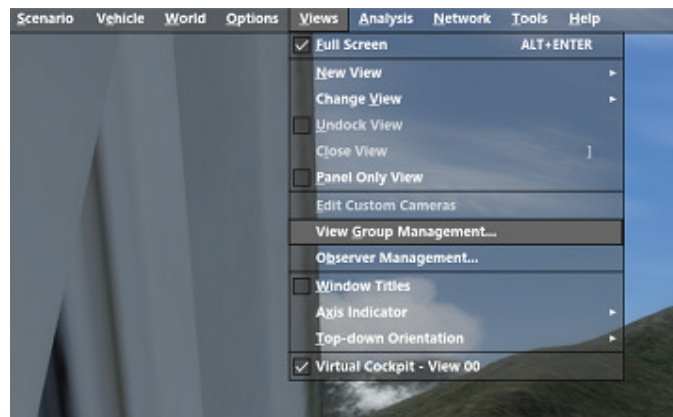 Scenario Vehicle World Options Views Analysis Network Tools Help
Full Screen ALT+ENTER
New View
Change View
Undock View
Close View ]
Panel Only View
Edit Custom Cameras
View Group Management...
Observer Management...
Window Titles
Axis Indicator
Top-down Orientation
Virtual Cockpit - View 00